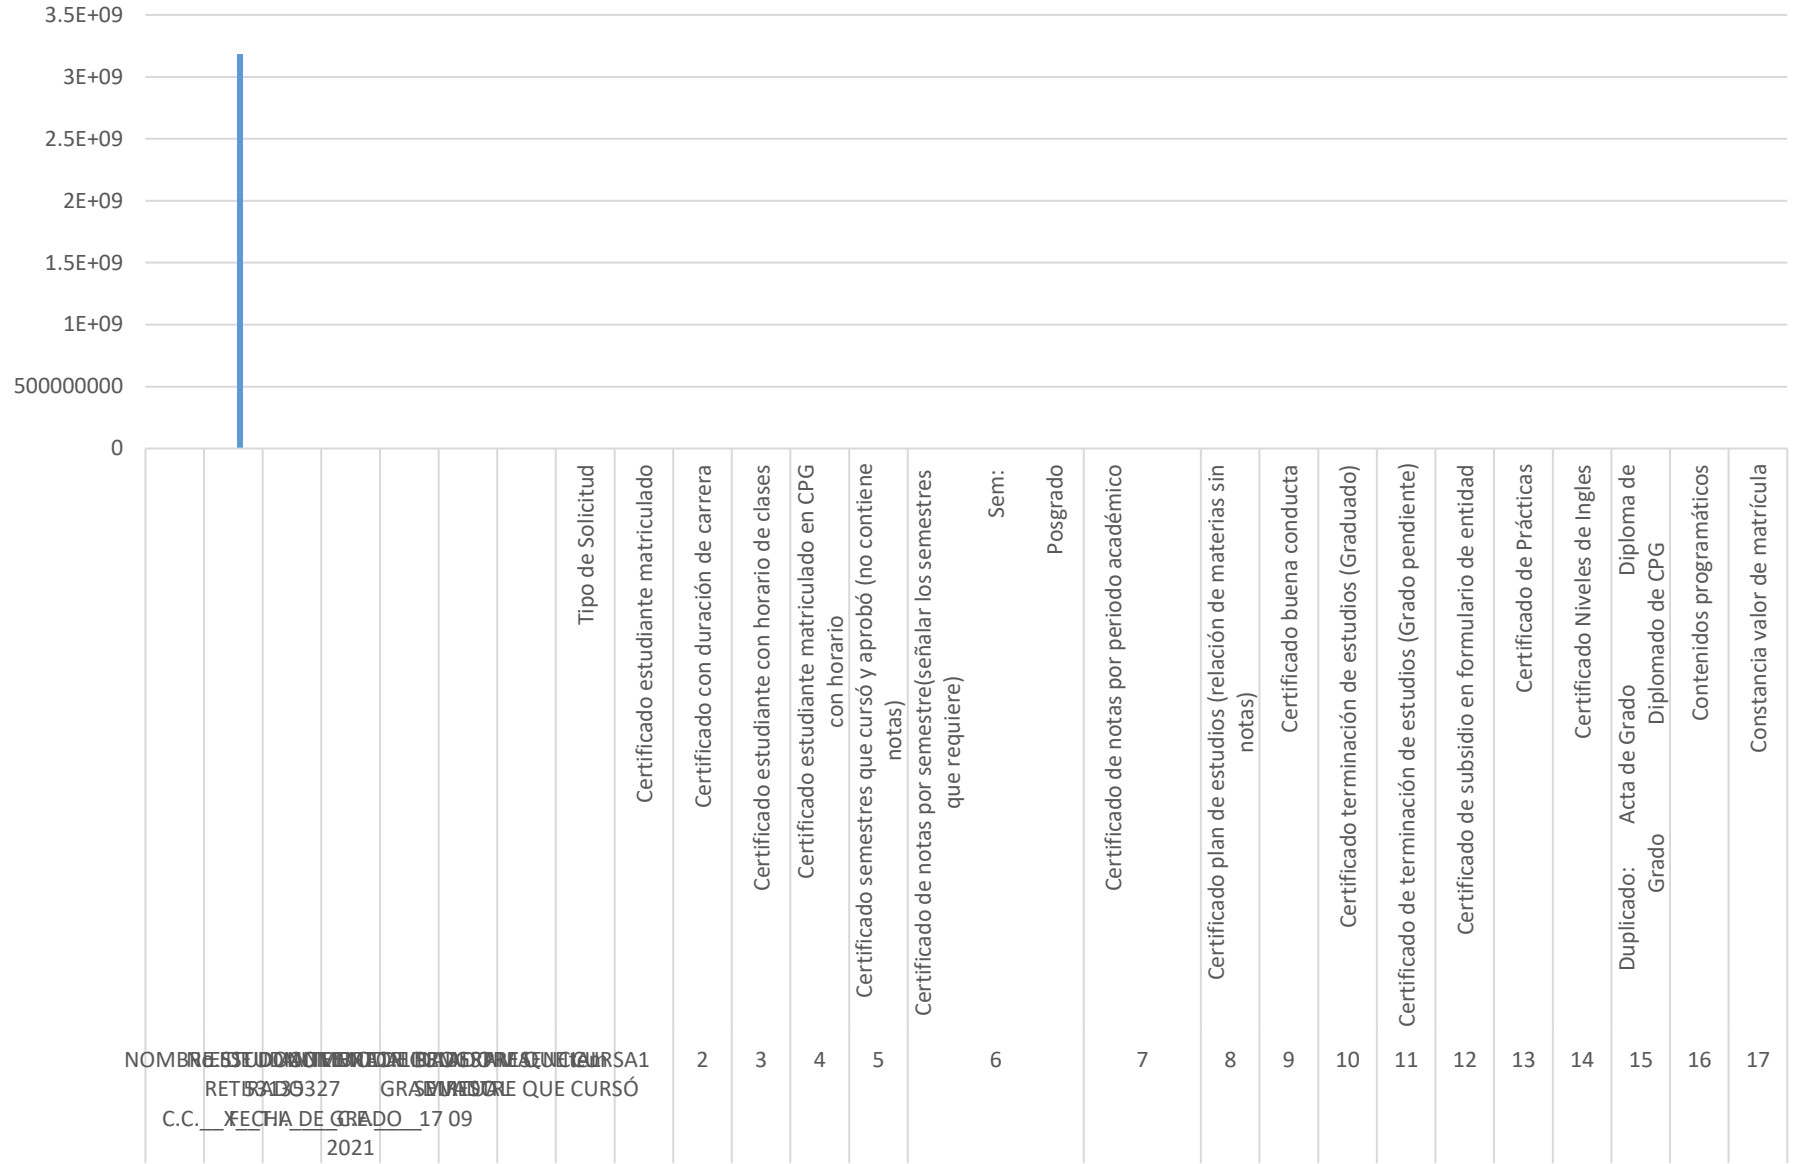 3.5E+09
3E+09
2.5E+09
2E+09
1.5E+09
1E+09
500000000
0
Tipo de Solicitud
Certificado estudiante matriculado
Certificado con duración de carrera
Certificado estudiante con horario de clases
Certificado estudiante matriculado en CPG
con horario
Certificado semestres que cursó y aprobó (no contiene
notas)
Certificado de notas por semestre(señalar los semestres
que requiere)
Sem:
Posgrado
Certificado de notas por periodo académico
Certificado plan de estudios (relación de materias sin
notas)
Certificado buena conducta
Certificado terminación de estudios (Graduado)
Certificado de terminación de estudios (Grado pendiente)
Certificado de subsidio en formulario de entidad
Certificado de Prácticas
Certificado Niveles de Ingles
Duplicado: Acta de Grado Diploma de
Grado Diplomado de CPG
Contenidos programáticos
Constancia valor de matrícula
1 2 3 4 5 6 7 8 9 10 11 12 13 14 15 16 17
QUE CURSÓ
FECHA DE GRADO 17 09
2021